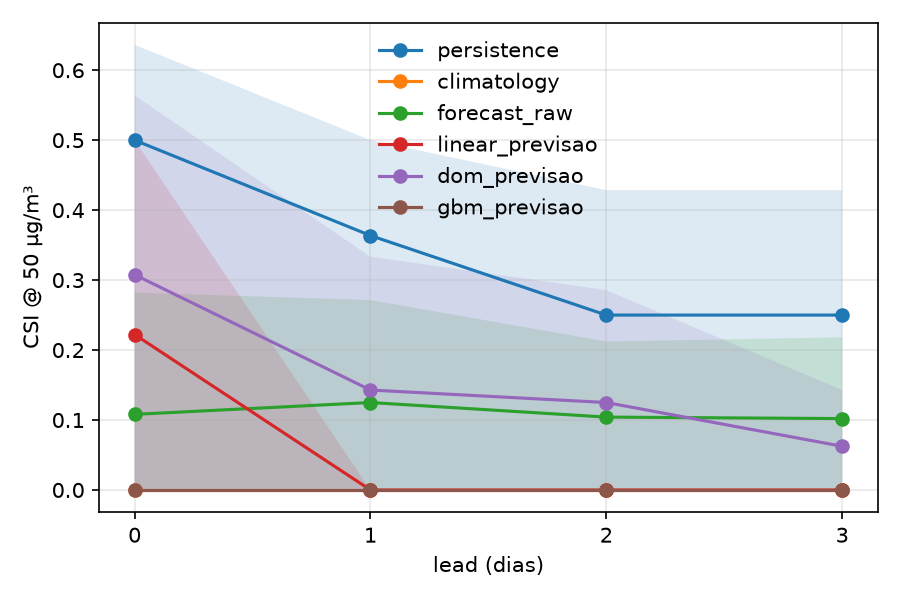 persistence
climatology
forecast_raw
linear_previsao
dom_previsao
gbm_previsao
CSI @ 50 µg/m³
0.6
0.5
0.4
0.3
0.2
0.1
0.0
0 1 2 3
lead (dias)